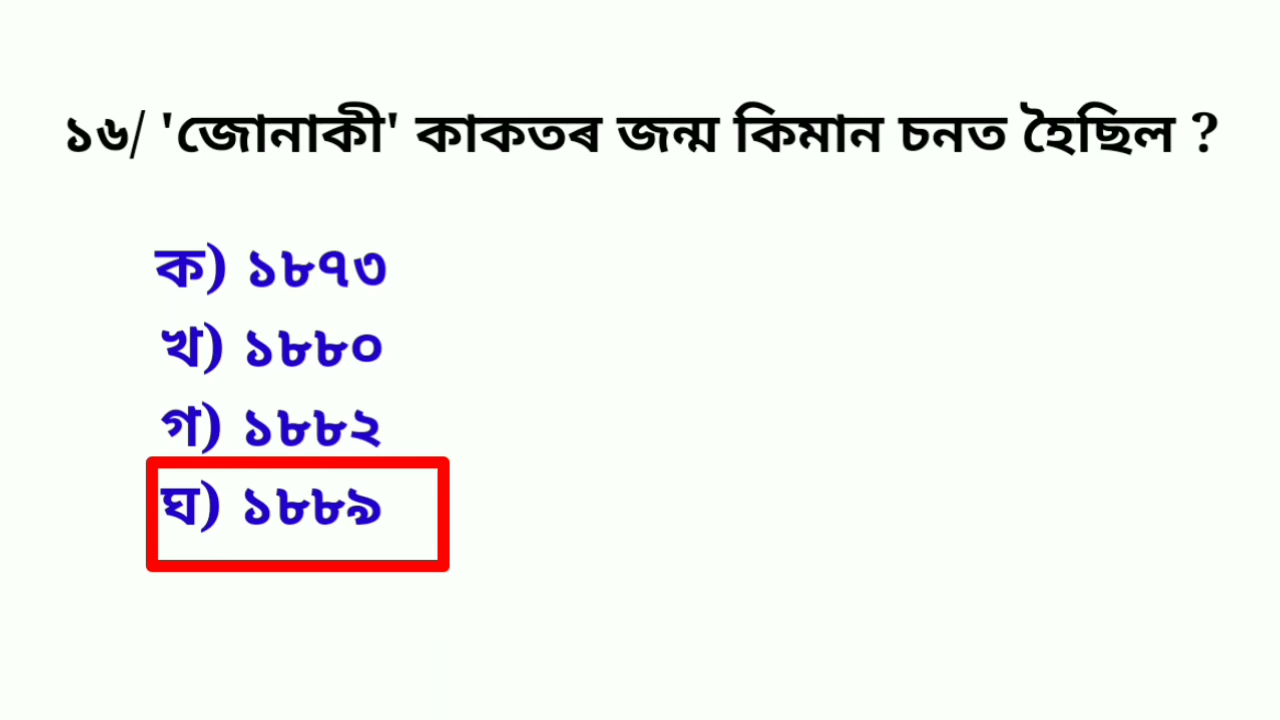 ১৬/ 'জোনাকী' কাকতৰ জন্ম কিমান চনত হৈছিল ?
ক) ১৮৭৩
খ) ১৮৮০
গ) ১৮৮২
ঘ) ১৮৮৯